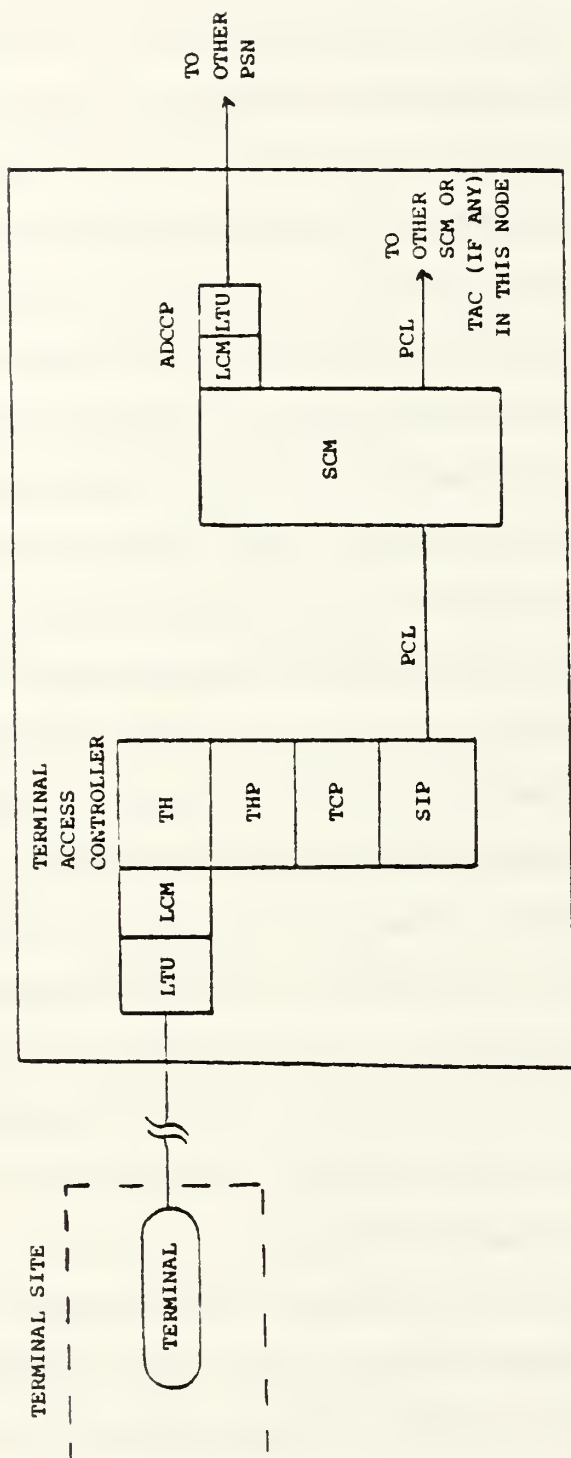 TERMINAL SITE
TERMINAL
TERMINAL
ACCESS
CONTROLLER
LTU
LCM
TH
THP
TCP
SIP
PCL
SCM
ADCCP
LCM
LTU
TO
OTHER
PSN
PCL
TO
OTHER
SCM OR
TAC (IF ANY)
IN THIS NODE